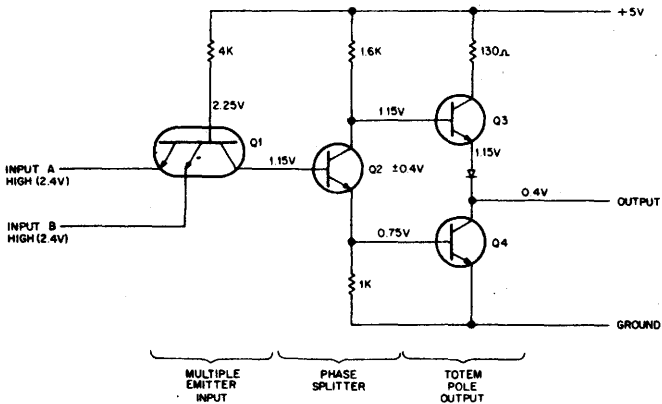 +5V
4K
1.6K
130Ω
2.25V
Q1
1.15V
Q3
1.15V
INPUT A
HIGH (2.4V)
1.15V
Q2 ±0.4V
0.4V
OUTPUT
INPUT B
HIGH (2.4V)
0.75V
Q4
1K
GROUND
MULTIPLE
EMITTER
INPUT
PHASE
SPLITTER
TOTEM
POLE
OUTPUT